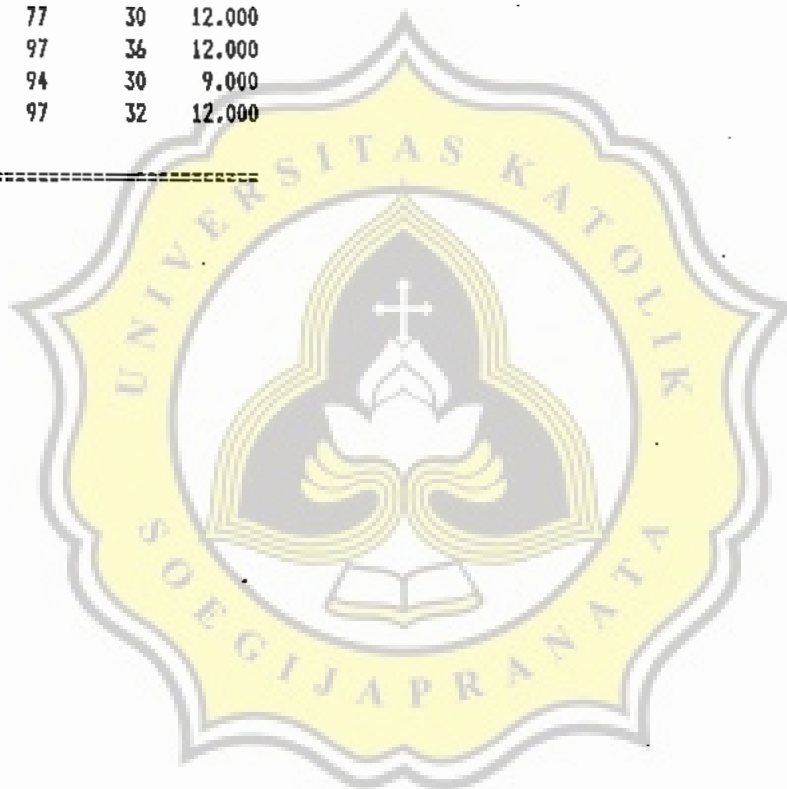 77 30 12.000
97 36 12.000
94 30 9.000
97 32 12.000
==========================
UNIVERSITAS KATOLIK
SOEGIJAPRANATA